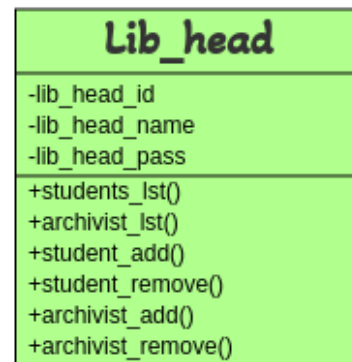 Lib_head
-lib_head_id
-lib_head_name
-lib_head_pass
+students_lst()
+archivist_lst()
+student_add()
+student_remove()
+archivist_add()
+archivist_remove()